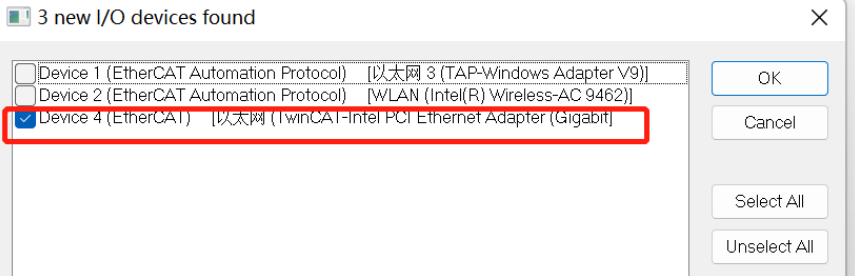 3 new I/O devices found
Device 1 (EtherCAT Automation Protocol) [以太网 3 (TAP-Windows Adapter V9)]
Device 2 (EtherCAT Automation Protocol) [WLAN (Intel(R) Wireless-AC 9462)]
Device 4 (EtherCAT) [以太网 (TwinCAT-Intel PCI Ethernet Adapter (Gigabit]
OK
Cancel
Select All
Unselect All